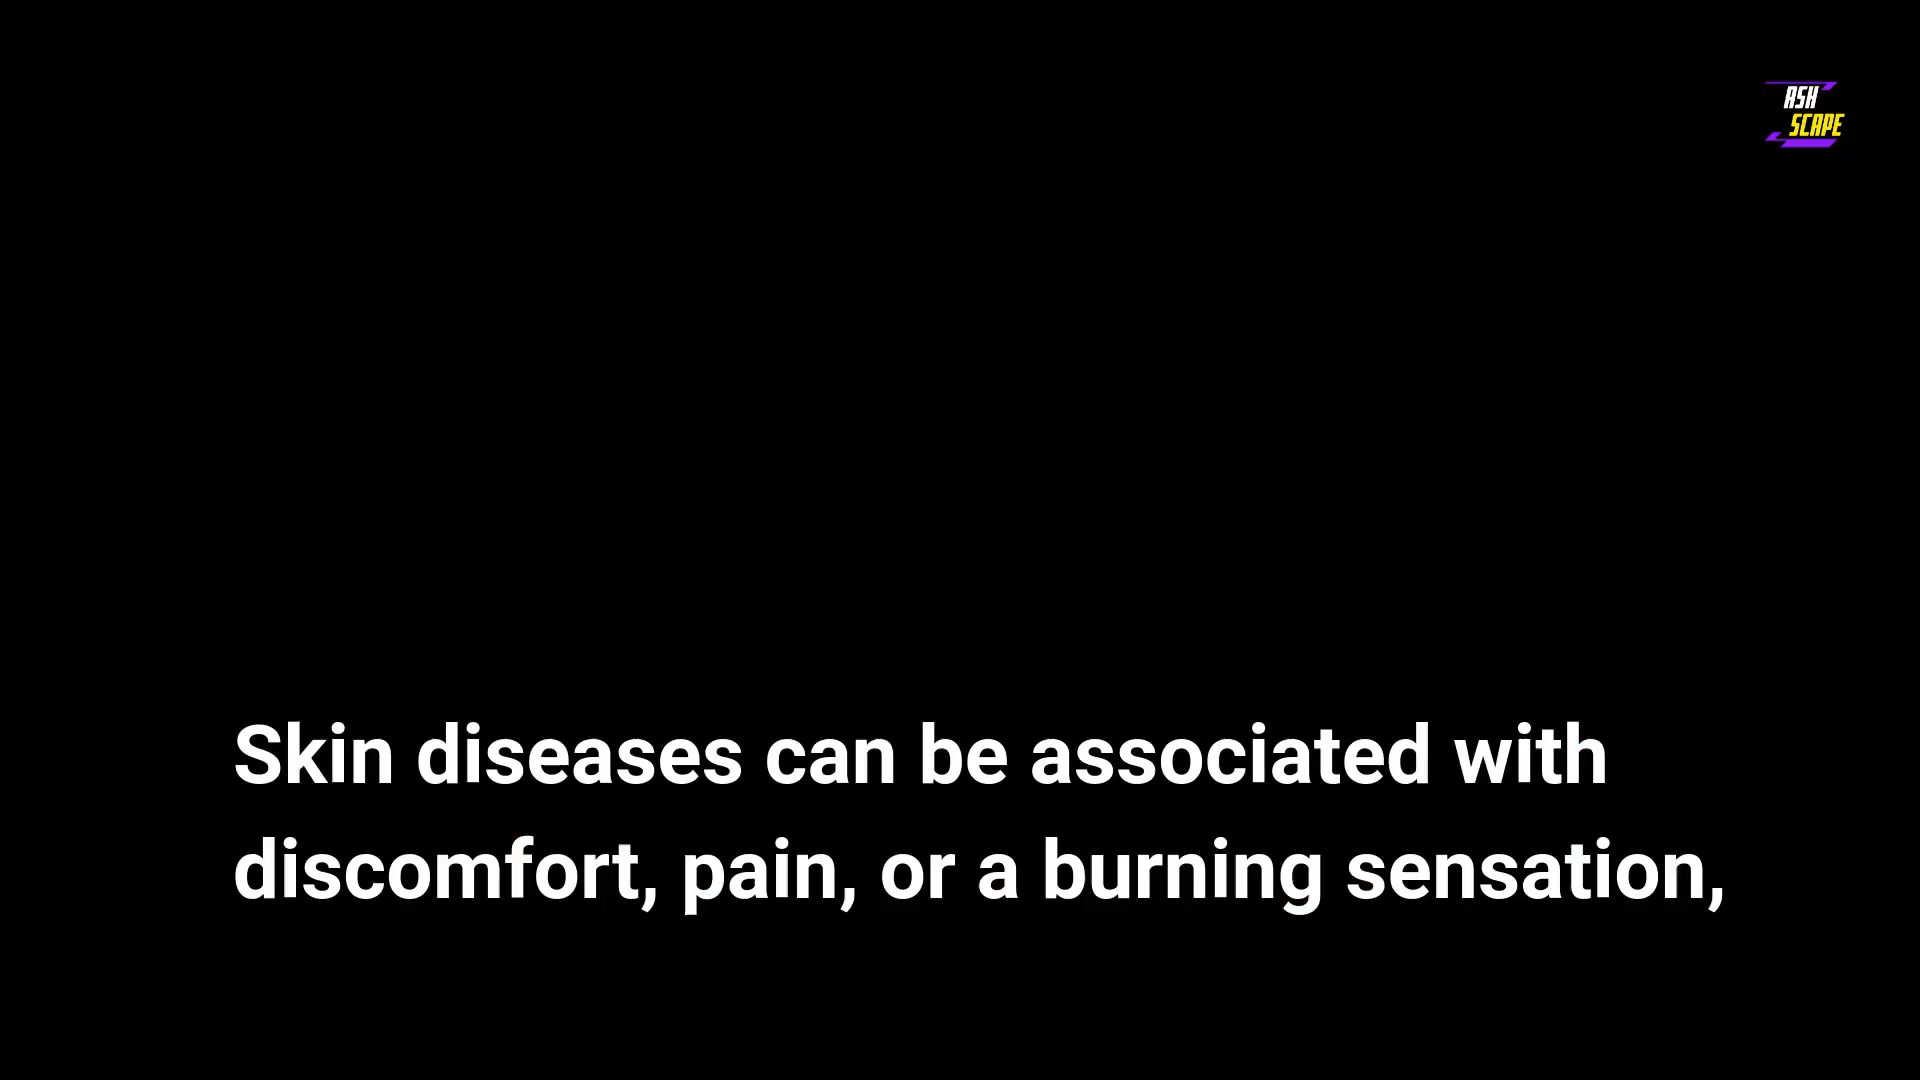 ASH
SCAPE
Skin diseases can be associated with
discomfort, pain, or a burning sensation,